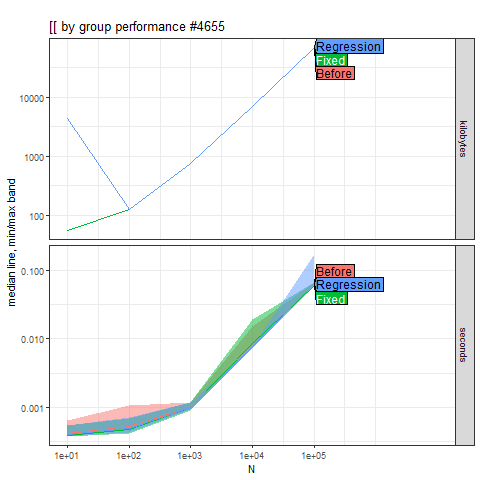 [[ by group performance #4655
Regression
Fixed
Before
10000
1000
100
kilobytes
median line, min/max band
Before
Regression
Fixed
0.100
0.010
0.001
seconds
1e+01 1e+02 1e+03 1e+04 1e+05
N